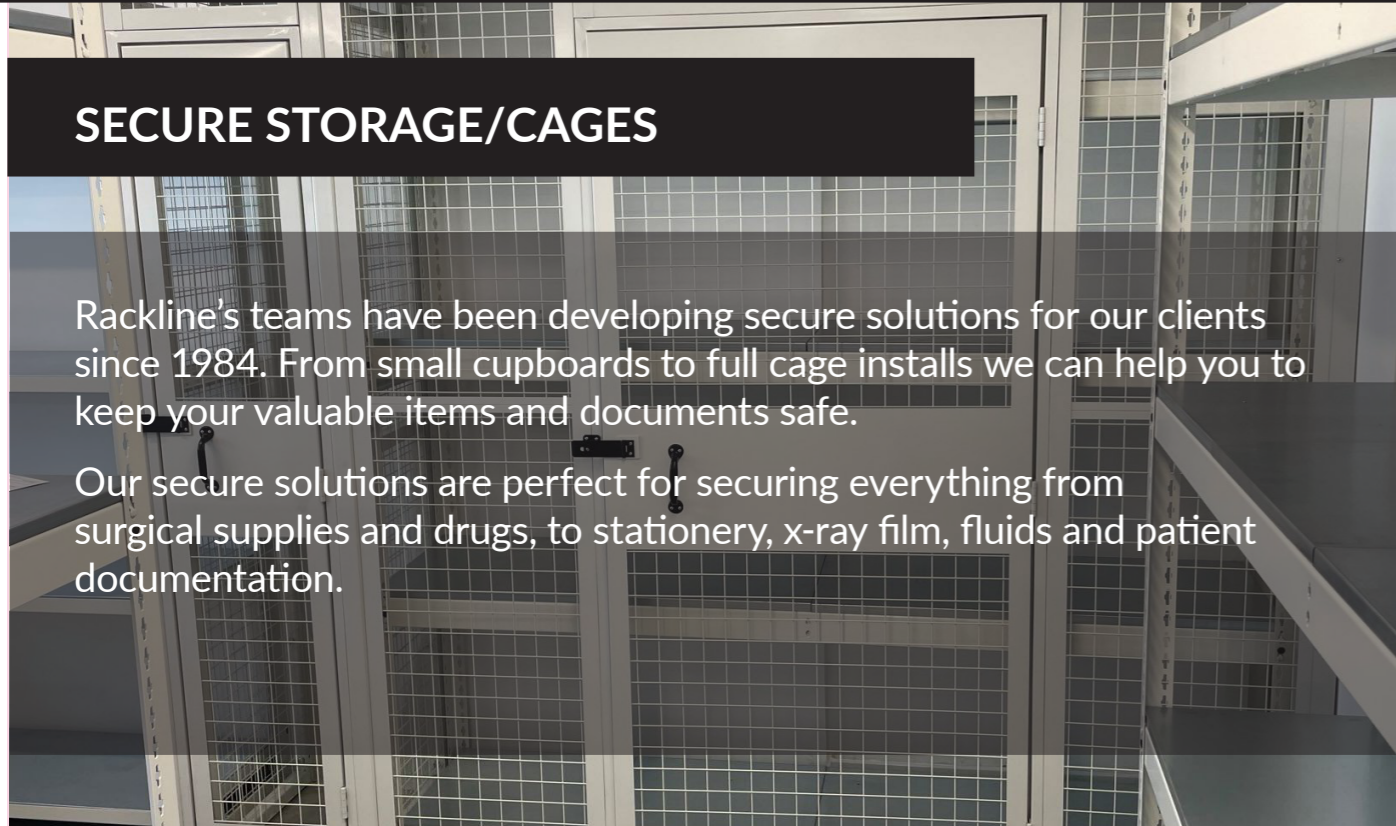 SECURE STORAGE/CAGES
Rackline’s teams have been developing secure solutions for our clients
since 1984. From small cupboards to full cage installs we can help you to
keep your valuable items and documents safe.
Our secure solutions are perfect for securing everything from
surgical supplies and drugs, to stationery, x-ray film, fluids and patient
documentation.